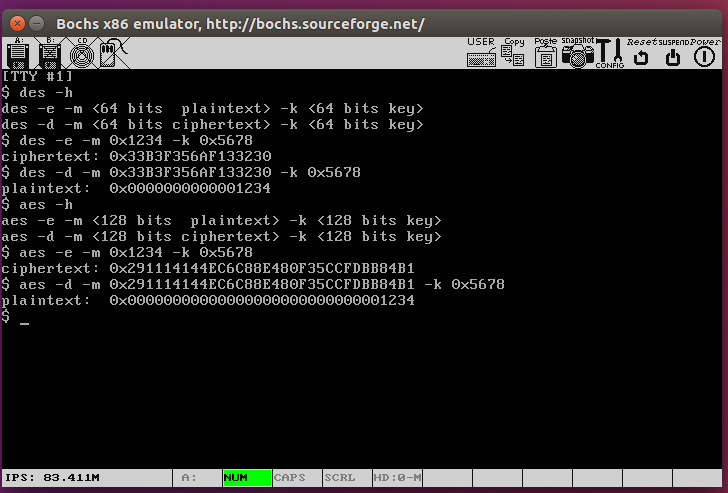 Bochs x86 emulator, http://bochs.sourceforge.net/
A: B: CD USER Copy Paste snapshot CONFIG Reset SUSPEND Power
[TTY #1]
$ des -h
des -e -m <64 bits  plaintext> -k <64 bits key>
des -d -m <64 bits ciphertext> -k <64 bits key>
$ des -e -m 0x1234 -k 0x5678
ciphertext: 0x33B3F356AF133230
$ des -d -m 0x33B3F356AF133230 -k 0x5678
plaintext:  0x0000000000001234
$ aes -h
aes -e -m <128 bits  plaintext> -k <128 bits key>
aes -d -m <128 bits ciphertext> -k <128 bits key>
$ aes -e -m 0x1234 -k 0x5678
ciphertext: 0x291114144EC6C88E480F35CCFDBB84B1
$ aes -d -m 0x291114144EC6C88E480F35CCFDBB84B1 -k 0x5678
plaintext:  0x00000000000000000000000000001234
$ _
IPS: 83.411M A: NUM CAPS SCRL HD:0-M